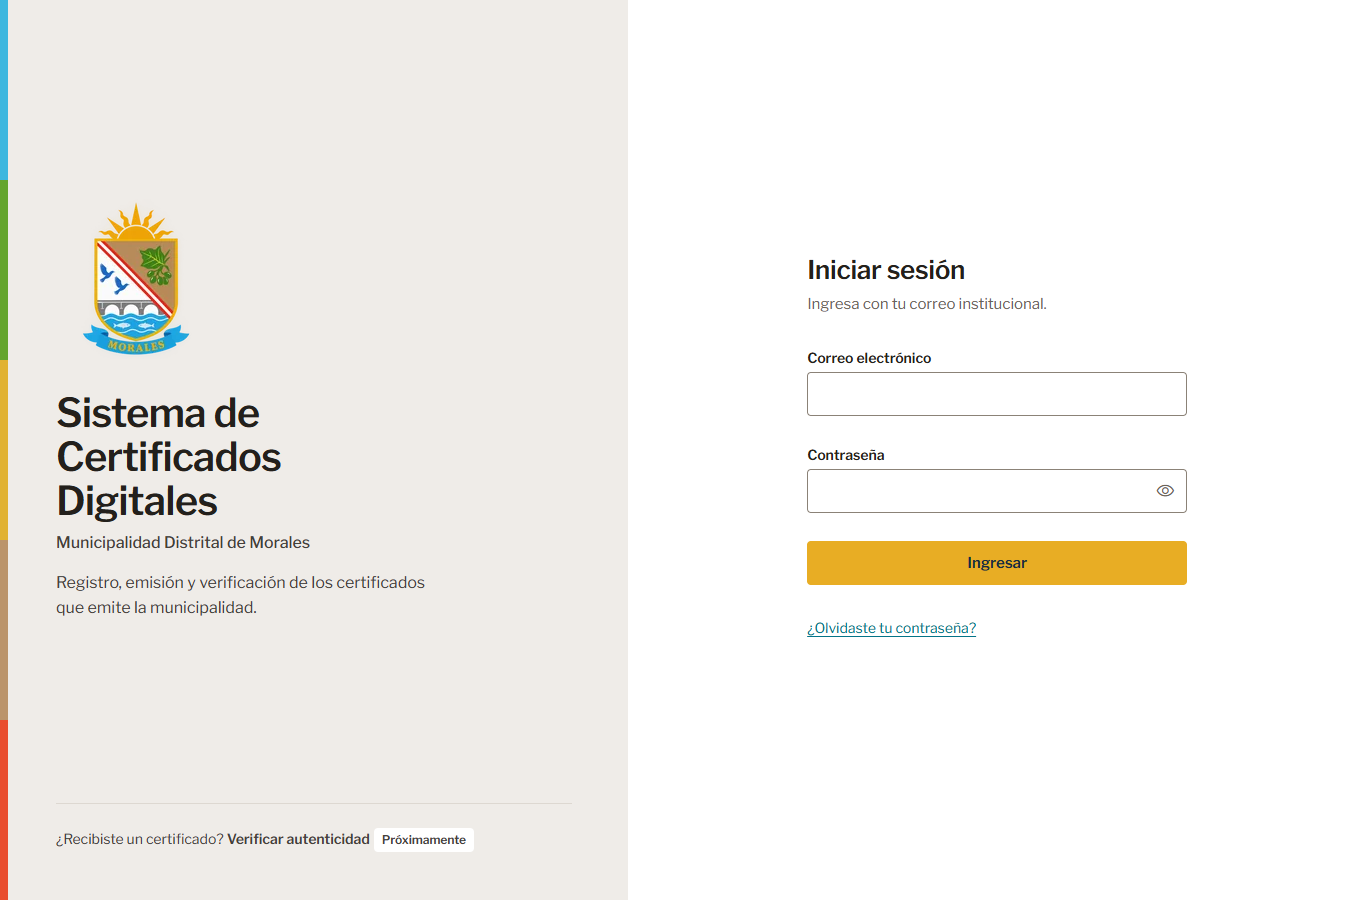 MORALES
Sistema de
Certificados
Digitales
Municipalidad Distrital de Morales
Registro, emisión y verificación de los certificados
que emite la municipalidad.
¿Recibiste un certificado? Verificar autenticidad Próximamente
Iniciar sesión
Ingresa con tu correo institucional.
Correo electrónico
Contraseña
Ingresar
¿Olvidaste tu contraseña?